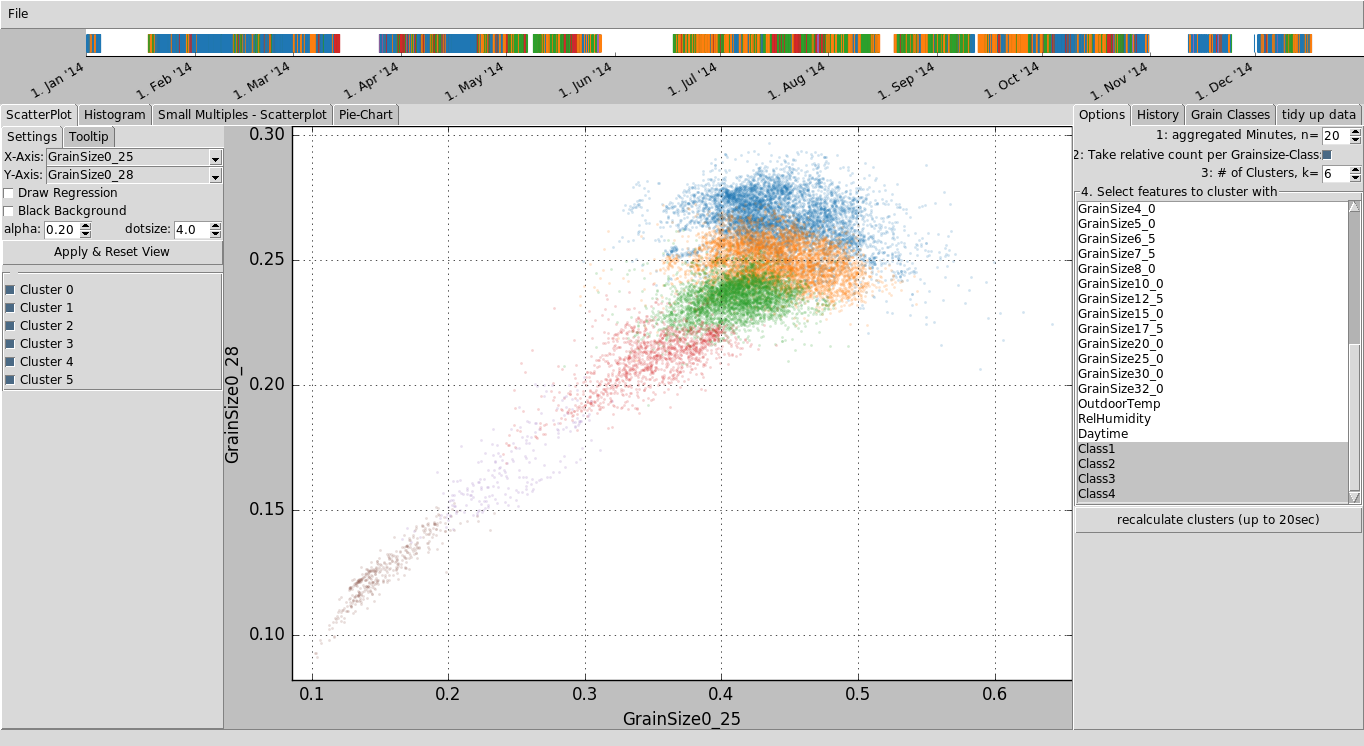 File
1. Jan '14
1. Feb '14
1. Mar '14
1. Apr '14
1. May '14
1. Jun '14
1. Jul '14
1. Aug '14
1. Sep '14
1. Oct '14
1. Nov '14
1. Dec '14
ScatterPlot Histogram Small Multiples - Scatterplot Pie-Chart
Settings Tooltip
X-Axis: GrainSize0_25
Y-Axis: GrainSize0_28
Draw Regression
Black Background
alpha: 0.20 dotsize: 4.0
Apply & Reset View
Cluster 0
Cluster 1
Cluster 2
Cluster 3
Cluster 4
Cluster 5
GrainSize0_28
0.30
0.25
0.20
0.15
0.10
0.1 0.2 0.3 0.4 0.5 0.6
GrainSize0_25
Options History Grain Classes tidy up data
1: aggregated Minutes, n= 20
2: Take relative count per Grainsize-Class:
3: # of Clusters, k= 6
4. Select features to cluster with
GrainSize4_0
GrainSize5_0
GrainSize6_5
GrainSize7_5
GrainSize8_0
GrainSize10_0
GrainSize12_5
GrainSize15_0
GrainSize17_5
GrainSize20_0
GrainSize25_0
GrainSize30_0
GrainSize32_0
OutdoorTemp
RelHumidity
Daytime
Class1
Class2
Class3
Class4
recalculate clusters (up to 20sec)